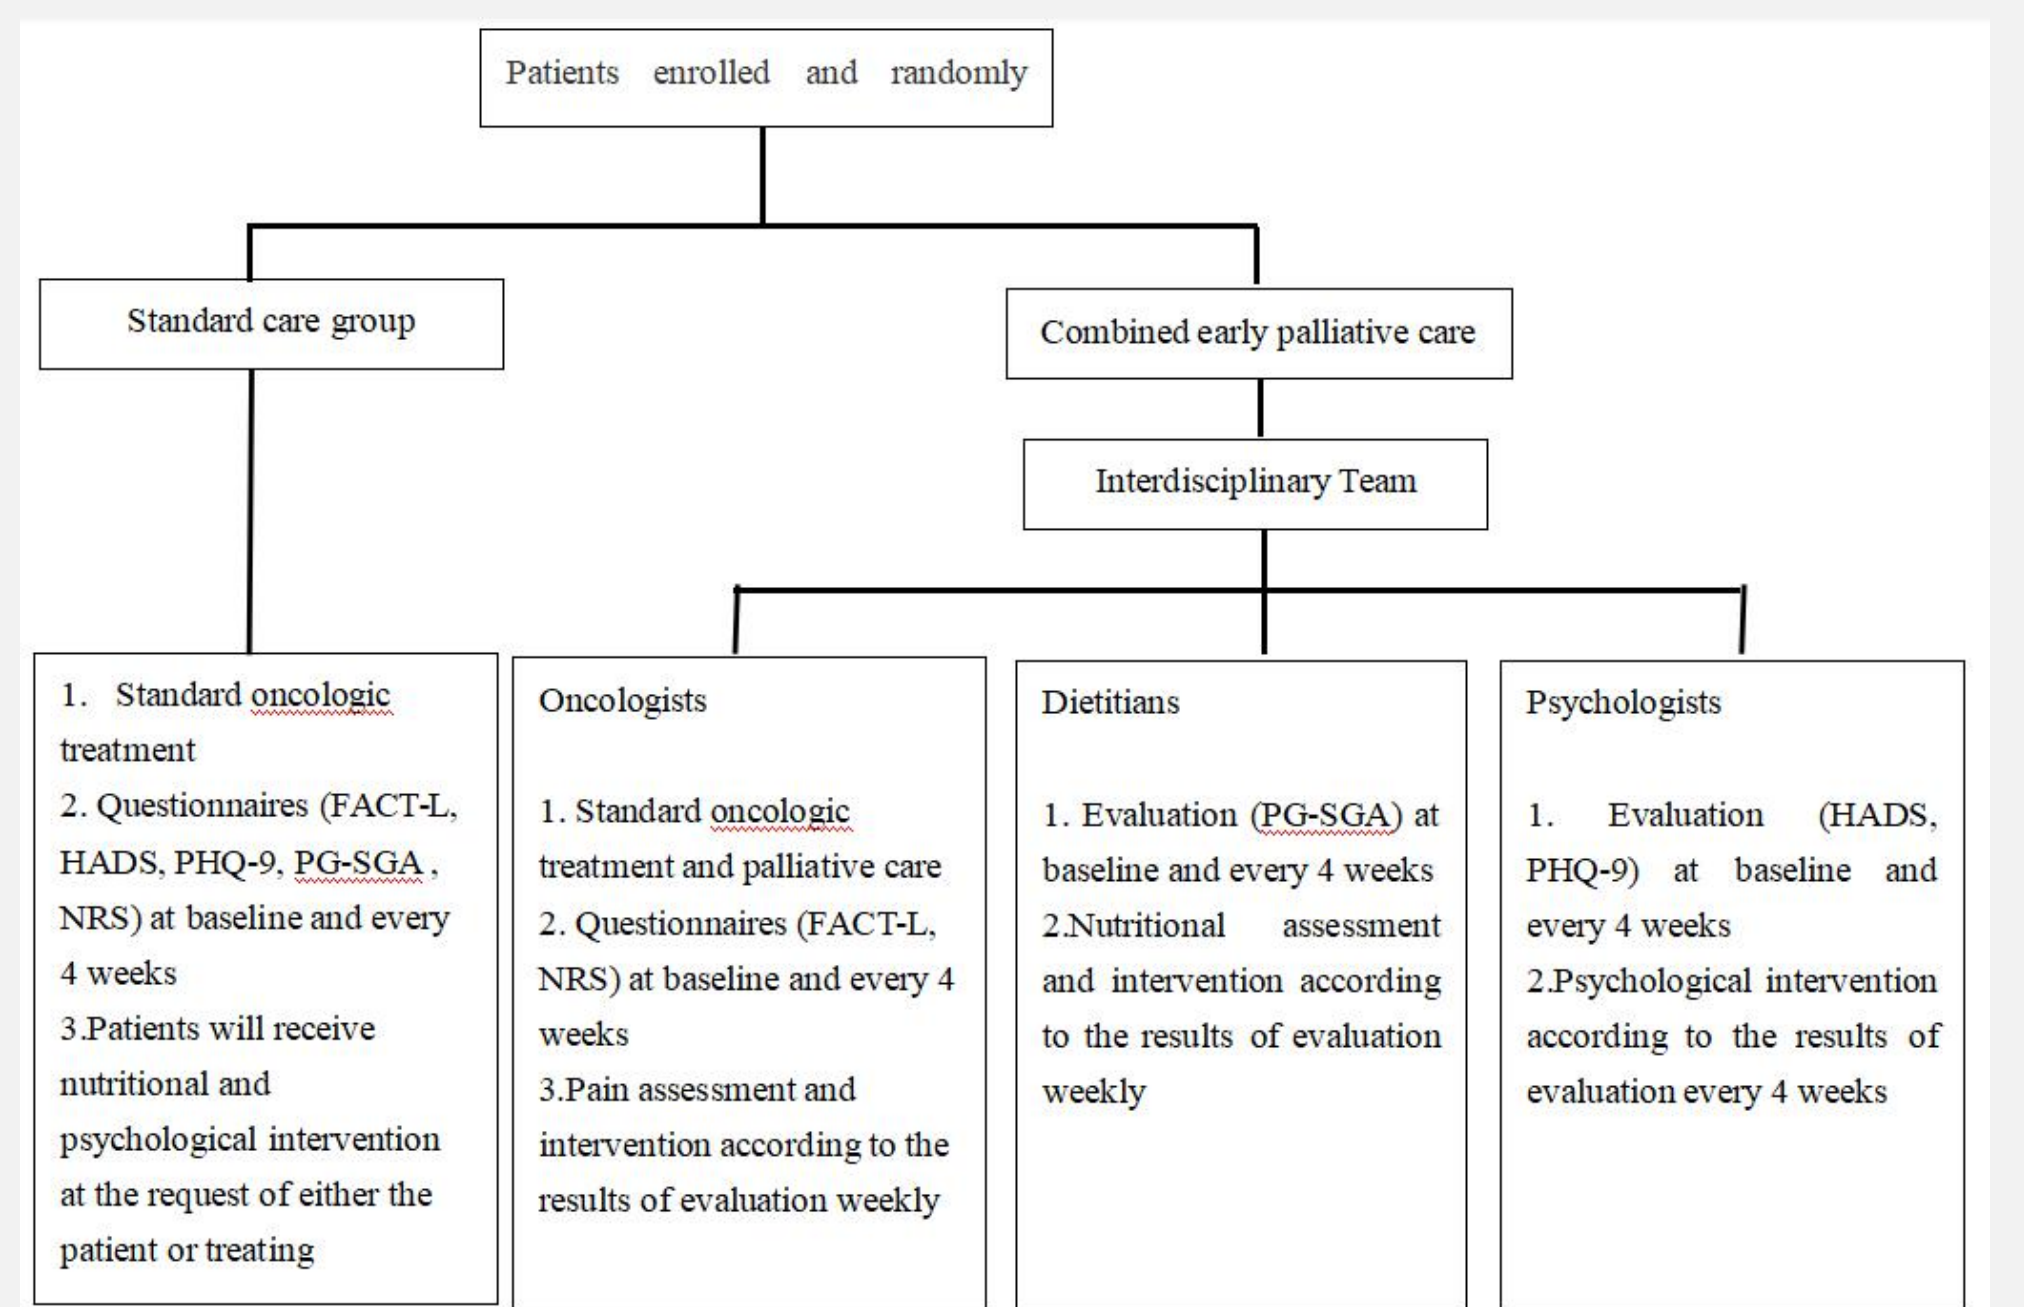 Patients enrolled and randomly
Standard care group
Combined early palliative care
Interdisciplinary Team
1. Standard oncologic
treatment
2. Questionnaires (FACT-L,
HADS, PHQ-9, PG-SGA ,
NRS) at baseline and every
4 weeks
3.Patients will receive
nutritional and
psychological intervention
at the request of either the
patient or treating
Oncologists
1. Standard oncologic
treatment and palliative care
2. Questionnaires (FACT-L,
NRS) at baseline and every 4
weeks
3.Pain assessment and
intervention according to the
results of evaluation weekly
Dietitians
1. Evaluation (PG-SGA) at
baseline and every 4 weeks
2.Nutritional assessment
and intervention according
to the results of evaluation
weekly
Psychologists
1. Evaluation (HADS,
PHQ-9) at baseline and
every 4 weeks
2.Psychological intervention
according to the results of
evaluation every 4 weeks